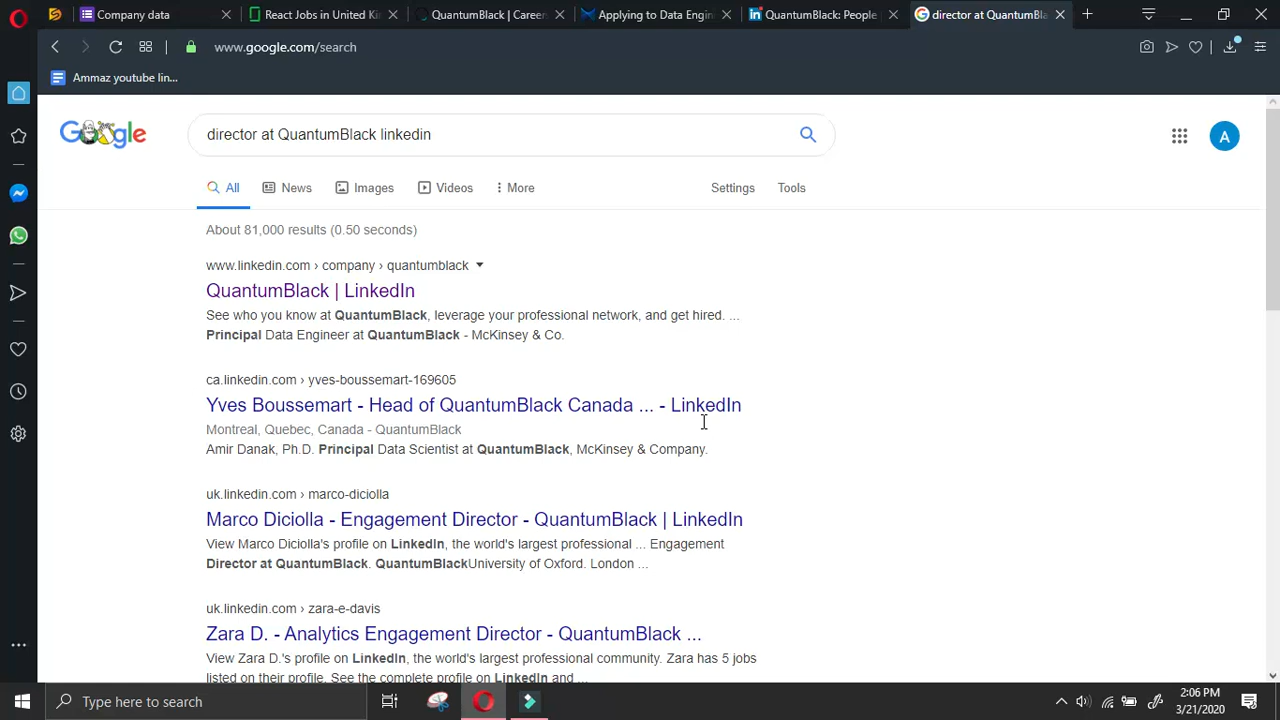 Company data
React Jobs in United Ki
QuantumBlack | Career
Applying to Data Engin
QuantumBlack: People
director at QuantumBla
www.google.com/search
Ammaz youtube lin...
Google
director at QuantumBlack linkedin
A
All
News
Images
Videos
More
Settings
Tools
About 81,000 results (0.50 seconds)
www.linkedin.com › company › quantumblack
QuantumBlack | LinkedIn
See who you know at QuantumBlack, leverage your professional network, and get hired. ...
Principal Data Engineer at QuantumBlack - McKinsey & Co.
ca.linkedin.com › yves-boussemart-169605
Yves Boussemart - Head of QuantumBlack Canada ... - LinkedIn
Montreal, Quebec, Canada - QuantumBlack
Amir Danak, Ph.D. Principal Data Scientist at QuantumBlack, McKinsey & Company.
uk.linkedin.com › marco-diciolla
Marco Diciolla - Engagement Director - QuantumBlack | LinkedIn
View Marco Diciolla's profile on LinkedIn, the world's largest professional ... Engagement
Director at QuantumBlack. QuantumBlackUniversity of Oxford. London ...
uk.linkedin.com › zara-e-davis
Zara D. - Analytics Engagement Director - QuantumBlack ...
View Zara D.'s profile on LinkedIn, the world's largest professional community. Zara has 5 jobs
listed on their profile. See the complete profile on LinkedIn and ...
Type here to search
2:06 PM
3/21/2020